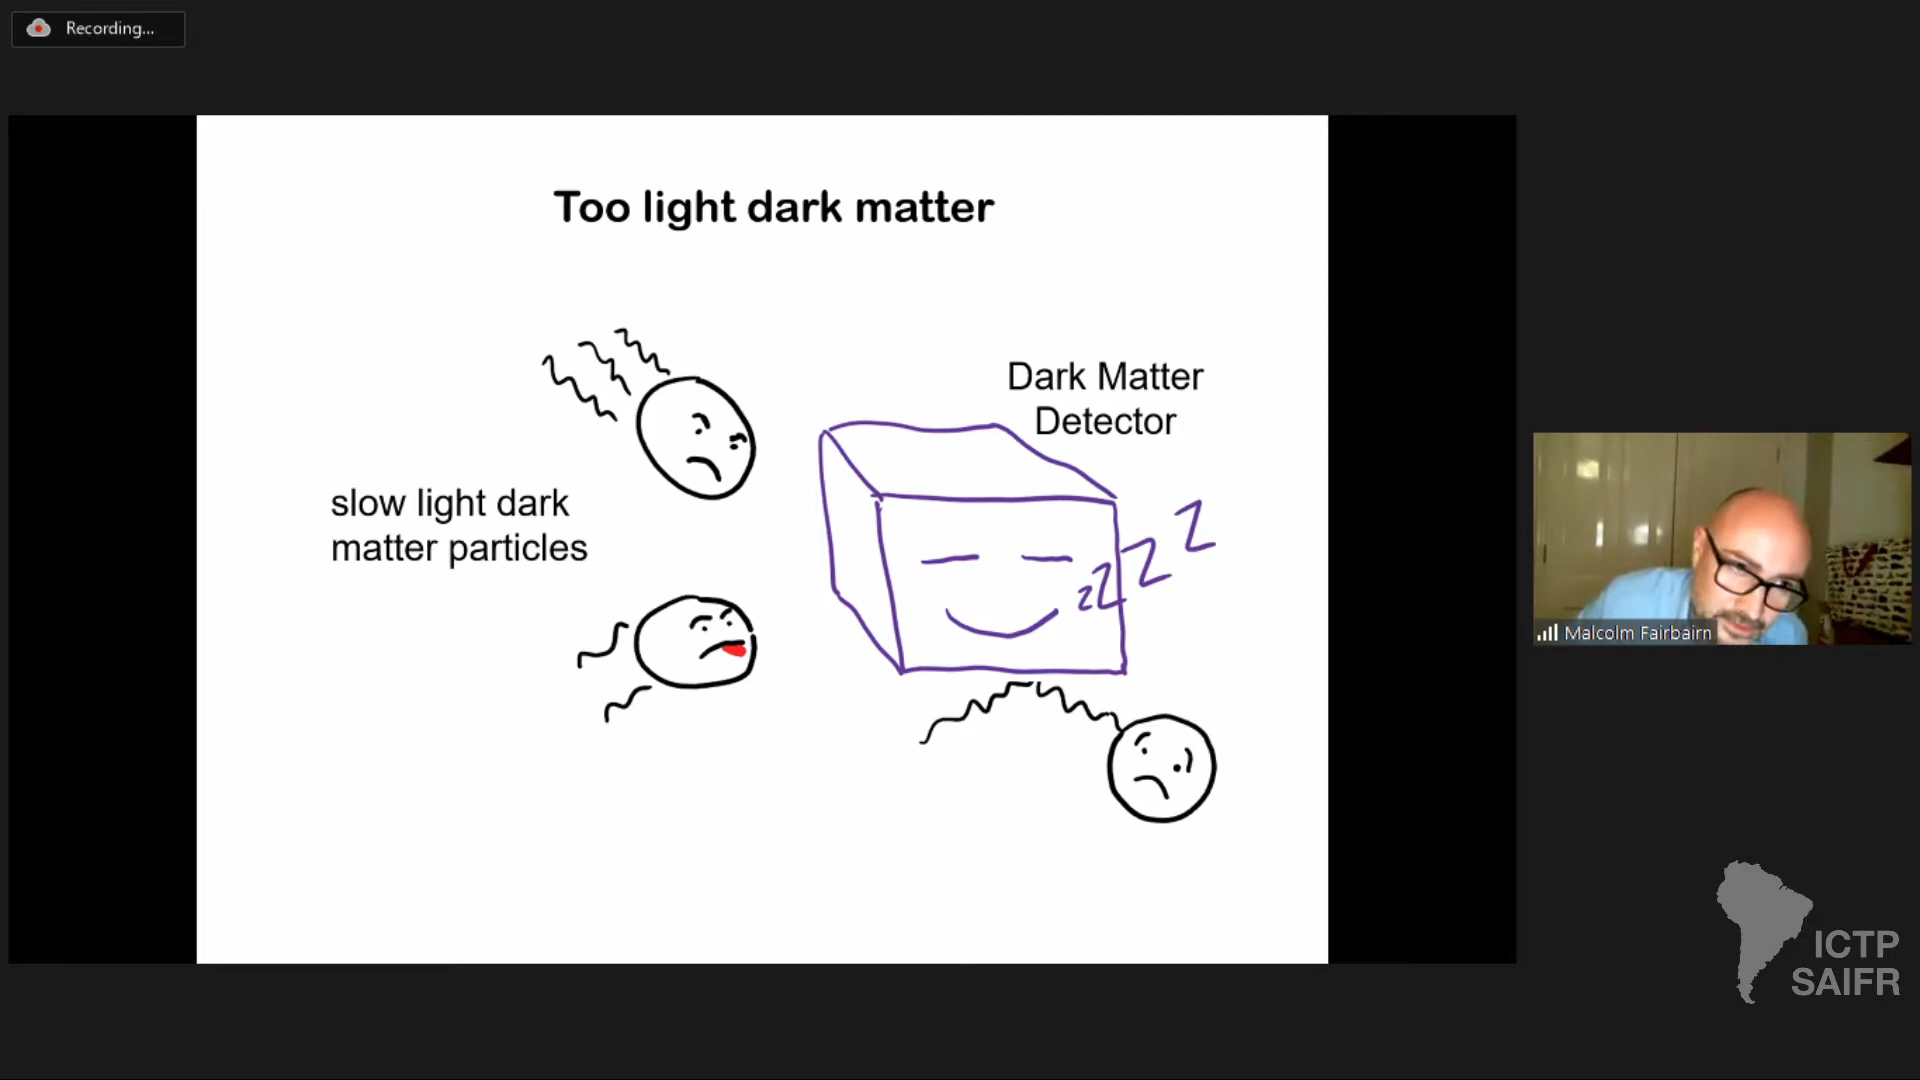 Recording...
Too light dark matter
Dark Matter
Detector
slow light dark
matter particles
zZZZ
Malcolm Fairbairn
ICTP
SAIFR